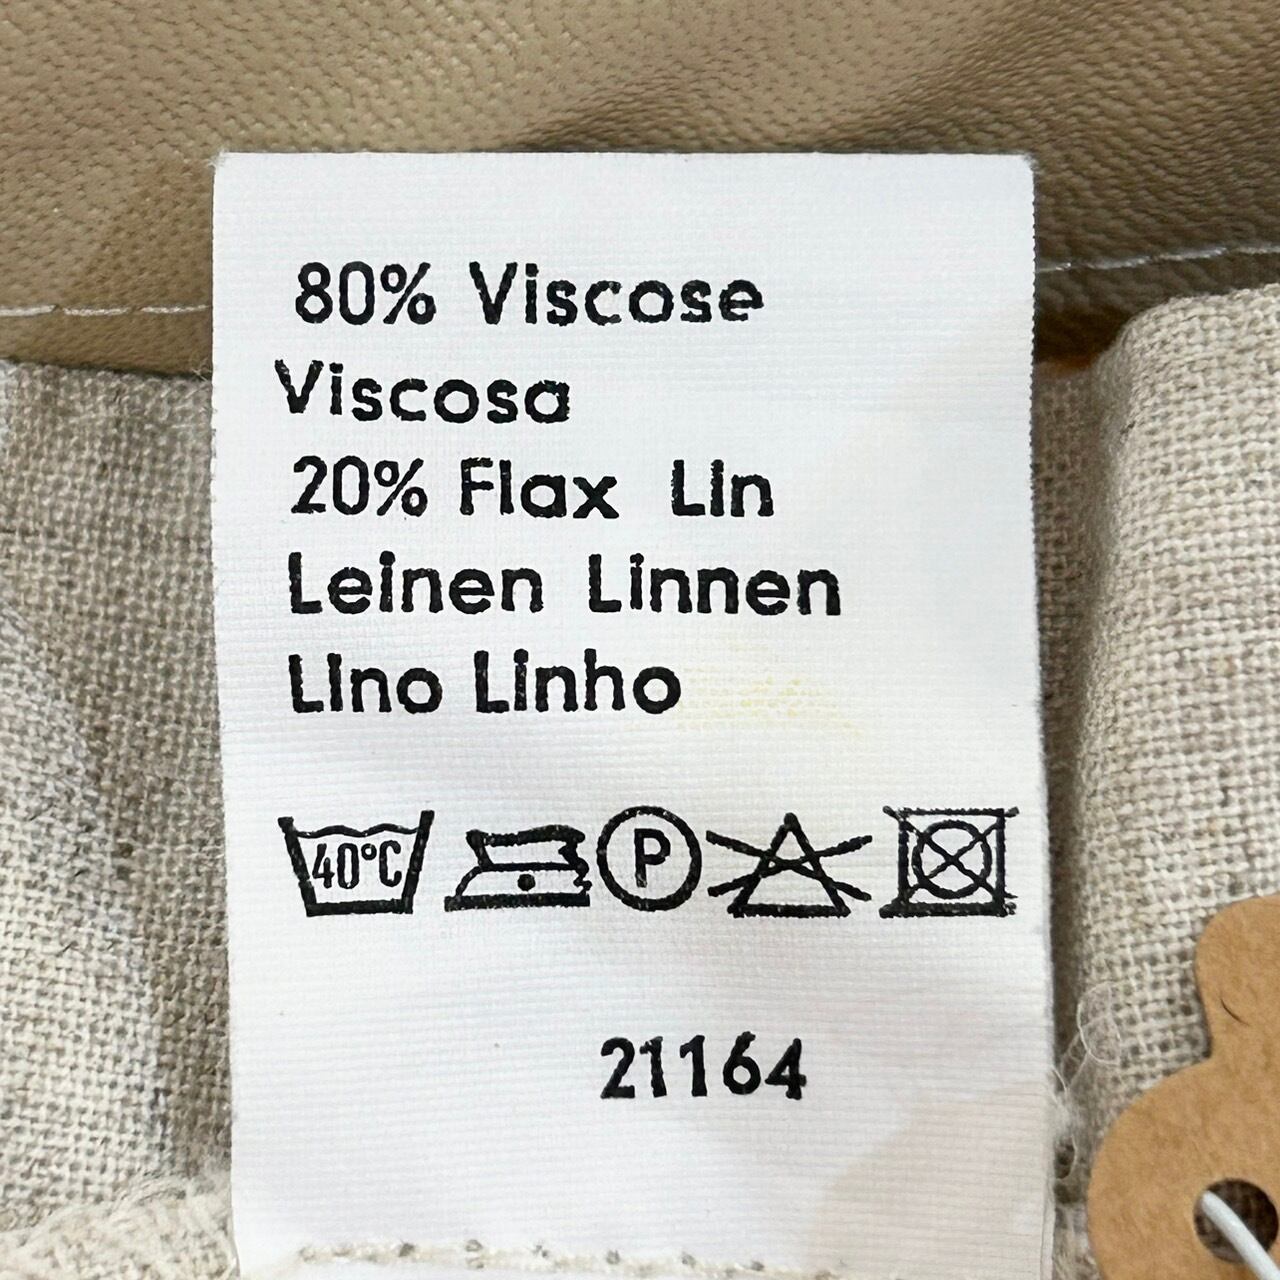 80% Viscose
Viscosa
20% Flax Lin
Leinen Linnen
Lino Linho
40°C P
21164